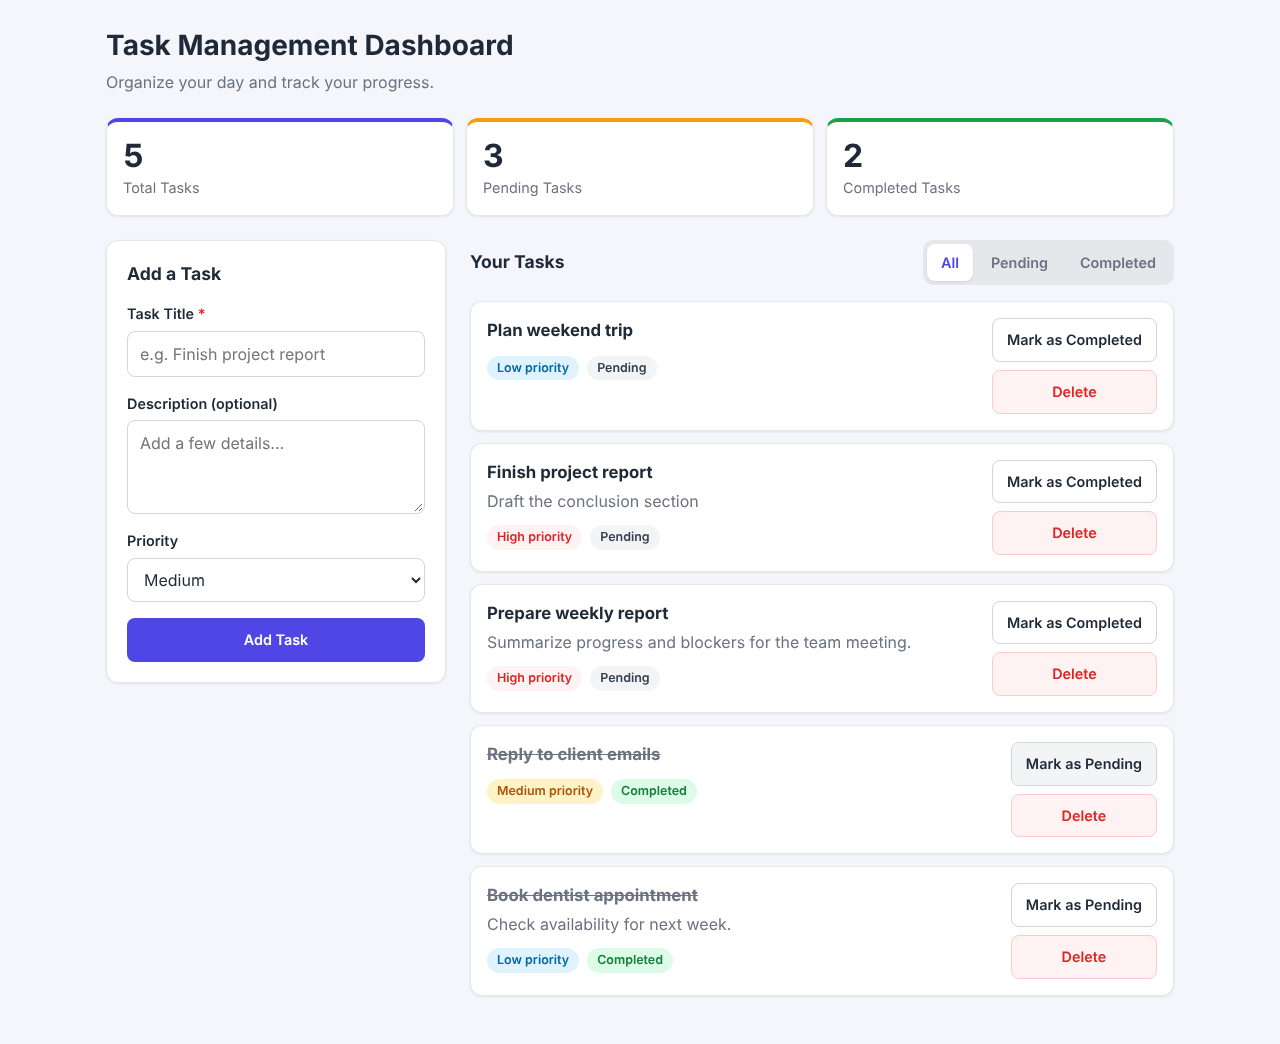 Task Management Dashboard
Organize your day and track your progress.
5
Total Tasks
3
Pending Tasks
2
Completed Tasks
Add a Task
Task Title *
e.g. Finish project report
Description (optional)
Add a few details...
Priority
Medium
Add Task
Your Tasks
All
Pending
Completed
Plan weekend trip
Low priority
Pending
Mark as Completed
Delete
Finish project report
Draft the conclusion section
High priority
Pending
Mark as Completed
Delete
Prepare weekly report
Summarize progress and blockers for the team meeting.
High priority
Pending
Mark as Completed
Delete
Reply to client emails
Medium priority
Completed
Mark as Pending
Delete
Book dentist appointment
Check availability for next week.
Low priority
Completed
Mark as Pending
Delete